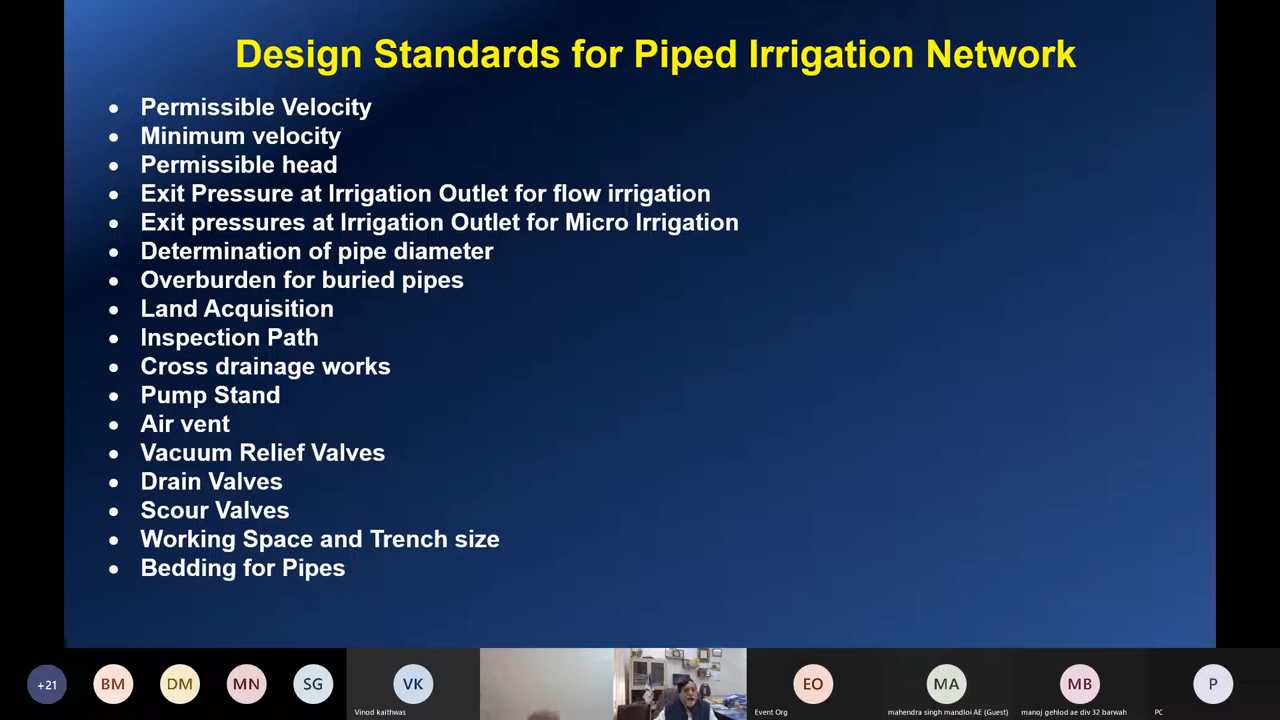 Design Standards for Piped Irrigation Network
• Permissible Velocity
• Minimum velocity
• Permissible head
• Exit Pressure at Irrigation Outlet for flow irrigation
• Exit pressures at Irrigation Outlet for Micro Irrigation
• Determination of pipe diameter
• Overburden for buried pipes
• Land Acquisition
• Inspection Path
• Cross drainage works
• Pump Stand
• Air vent
• Vacuum Relief Valves
• Drain Valves
• Scour Valves
• Working Space and Trench size
• Bedding for Pipes
+21 BM DM MN SG VK EO MA MB P
Vinod kaithwas Event Org mahendra singh mandloi AE (Guest) manoj gehlod ae div 32 barwah PC